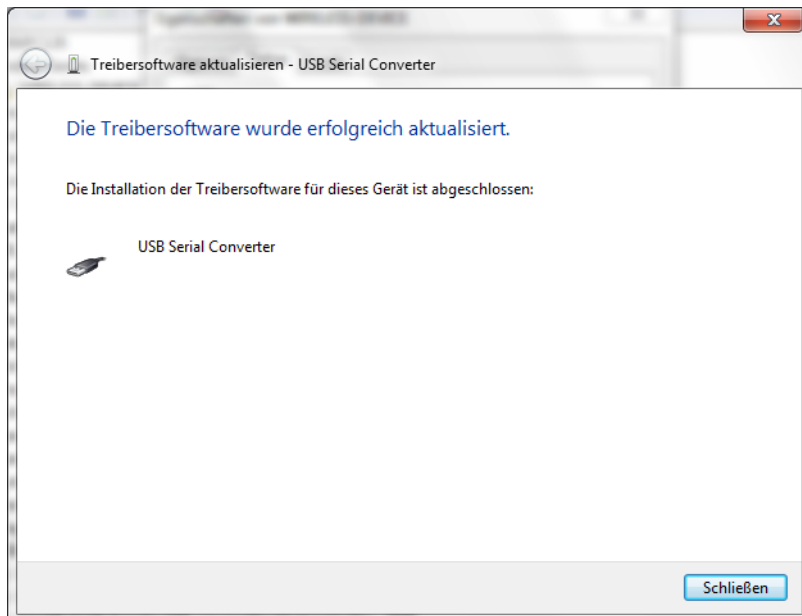 Treibersoftware aktualisieren - USB Serial Converter
Die Treibersoftware wurde erfolgreich aktualisiert.
Die Installation der Treibersoftware für dieses Gerät ist abgeschlossen:
USB Serial Converter
Schließen